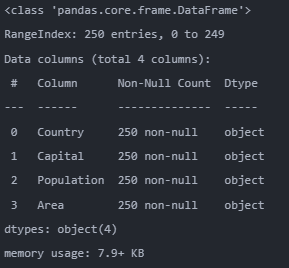 <class 'pandas.core.frame.DataFrame'>
RangeIndex: 250 entries, 0 to 249
Data columns (total 4 columns):
 #   Column      Non-Null Count  Dtype
---  ------      --------------  -----
 0   Country     250 non-null    object
 1   Capital     250 non-null    object
 2   Population  250 non-null    object
 3   Area        250 non-null    object
dtypes: object(4)
memory usage: 7.9+ KB